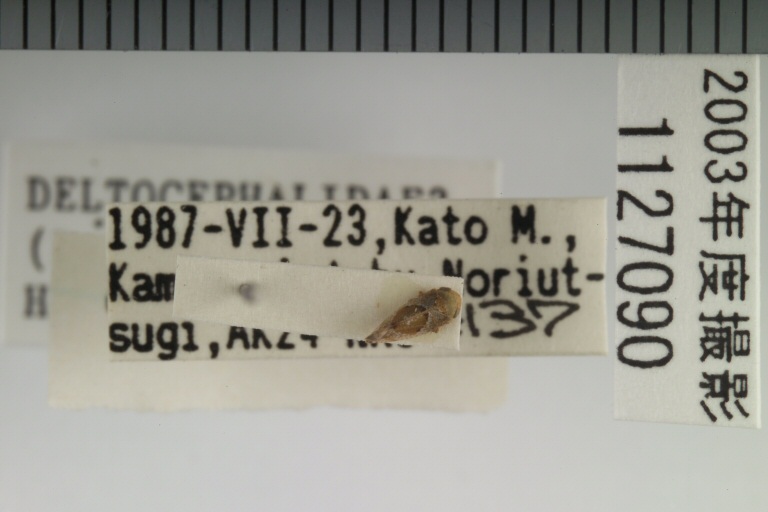 DELTOCEPHALIDAE?
(
H
1987-VII-23, Kato M.,
Kam Noriut-
sugi, AK24 137
2003年度撮影
1127090